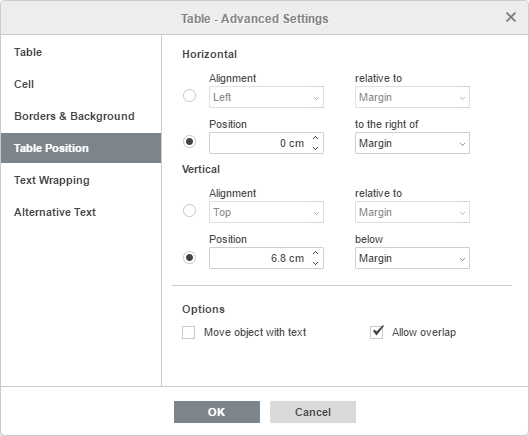 Table - Advanced Settings
Table
Cell
Borders & Background
Table Position
Text Wrapping
Alternative Text
Horizontal
Alignment relative to
Left Margin
Position to the right of
0 cm Margin
Vertical
Alignment relative to
Top Margin
Position below
6.8 cm Margin
Options
Move object with text Allow overlap
OK Cancel